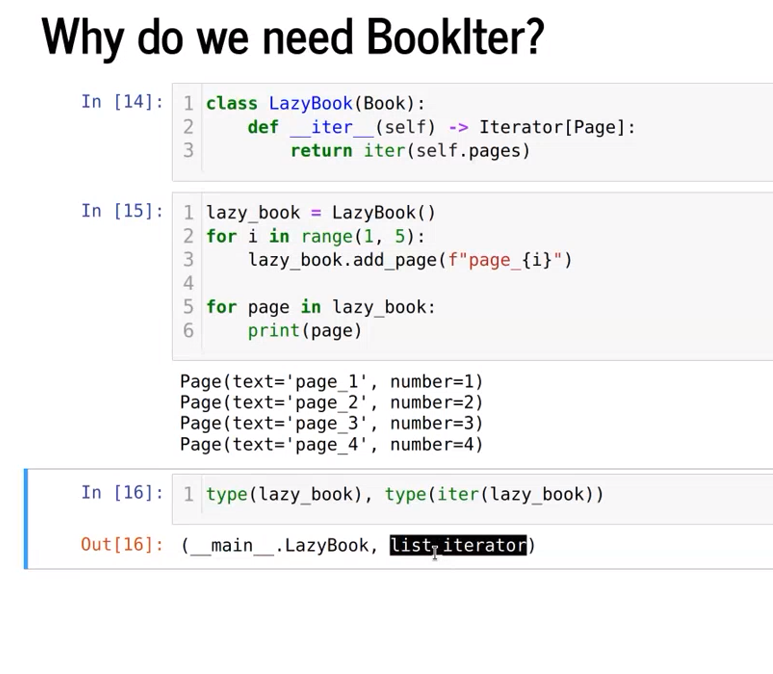 Why do we need BookIter?
In [14]: 1 class LazyBook(Book):
2     def __iter__(self) -> Iterator[Page]:
3         return iter(self.pages)
In [15]: 1 lazy_book = LazyBook()
2 for i in range(1, 5):
3     lazy_book.add_page(f"page_{i}")
4
5 for page in lazy_book:
6     print(page)
Page(text='page_1', number=1)
Page(text='page_2', number=2)
Page(text='page_3', number=3)
Page(text='page_4', number=4)
In [16]: 1 type(lazy_book), type(iter(lazy_book))
Out[16]: (__main__.LazyBook, list_iterator)